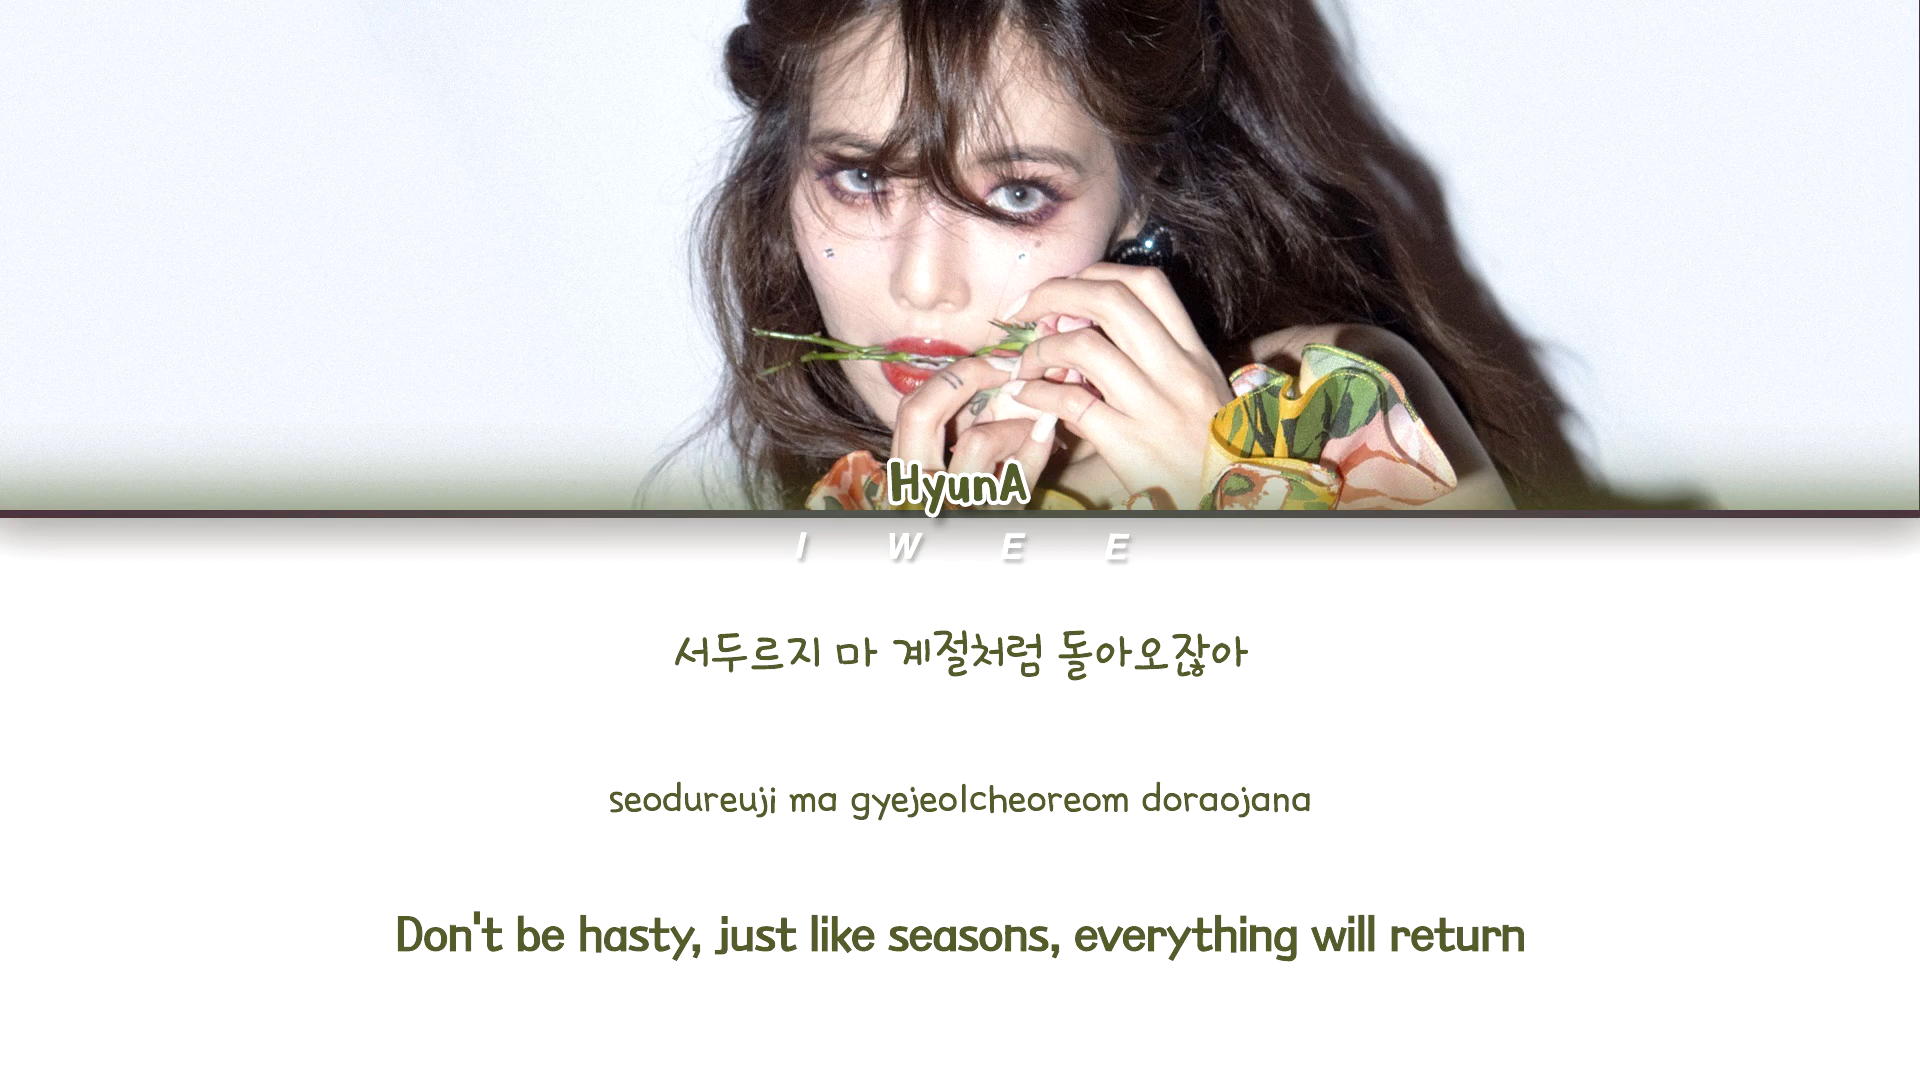 HyunA
I W E E
서두르지 마 계절처럼 돌아오잖아
seodureuji ma gyejeolcheoreom doraojana
Don't be hasty, just like seasons, everything will return